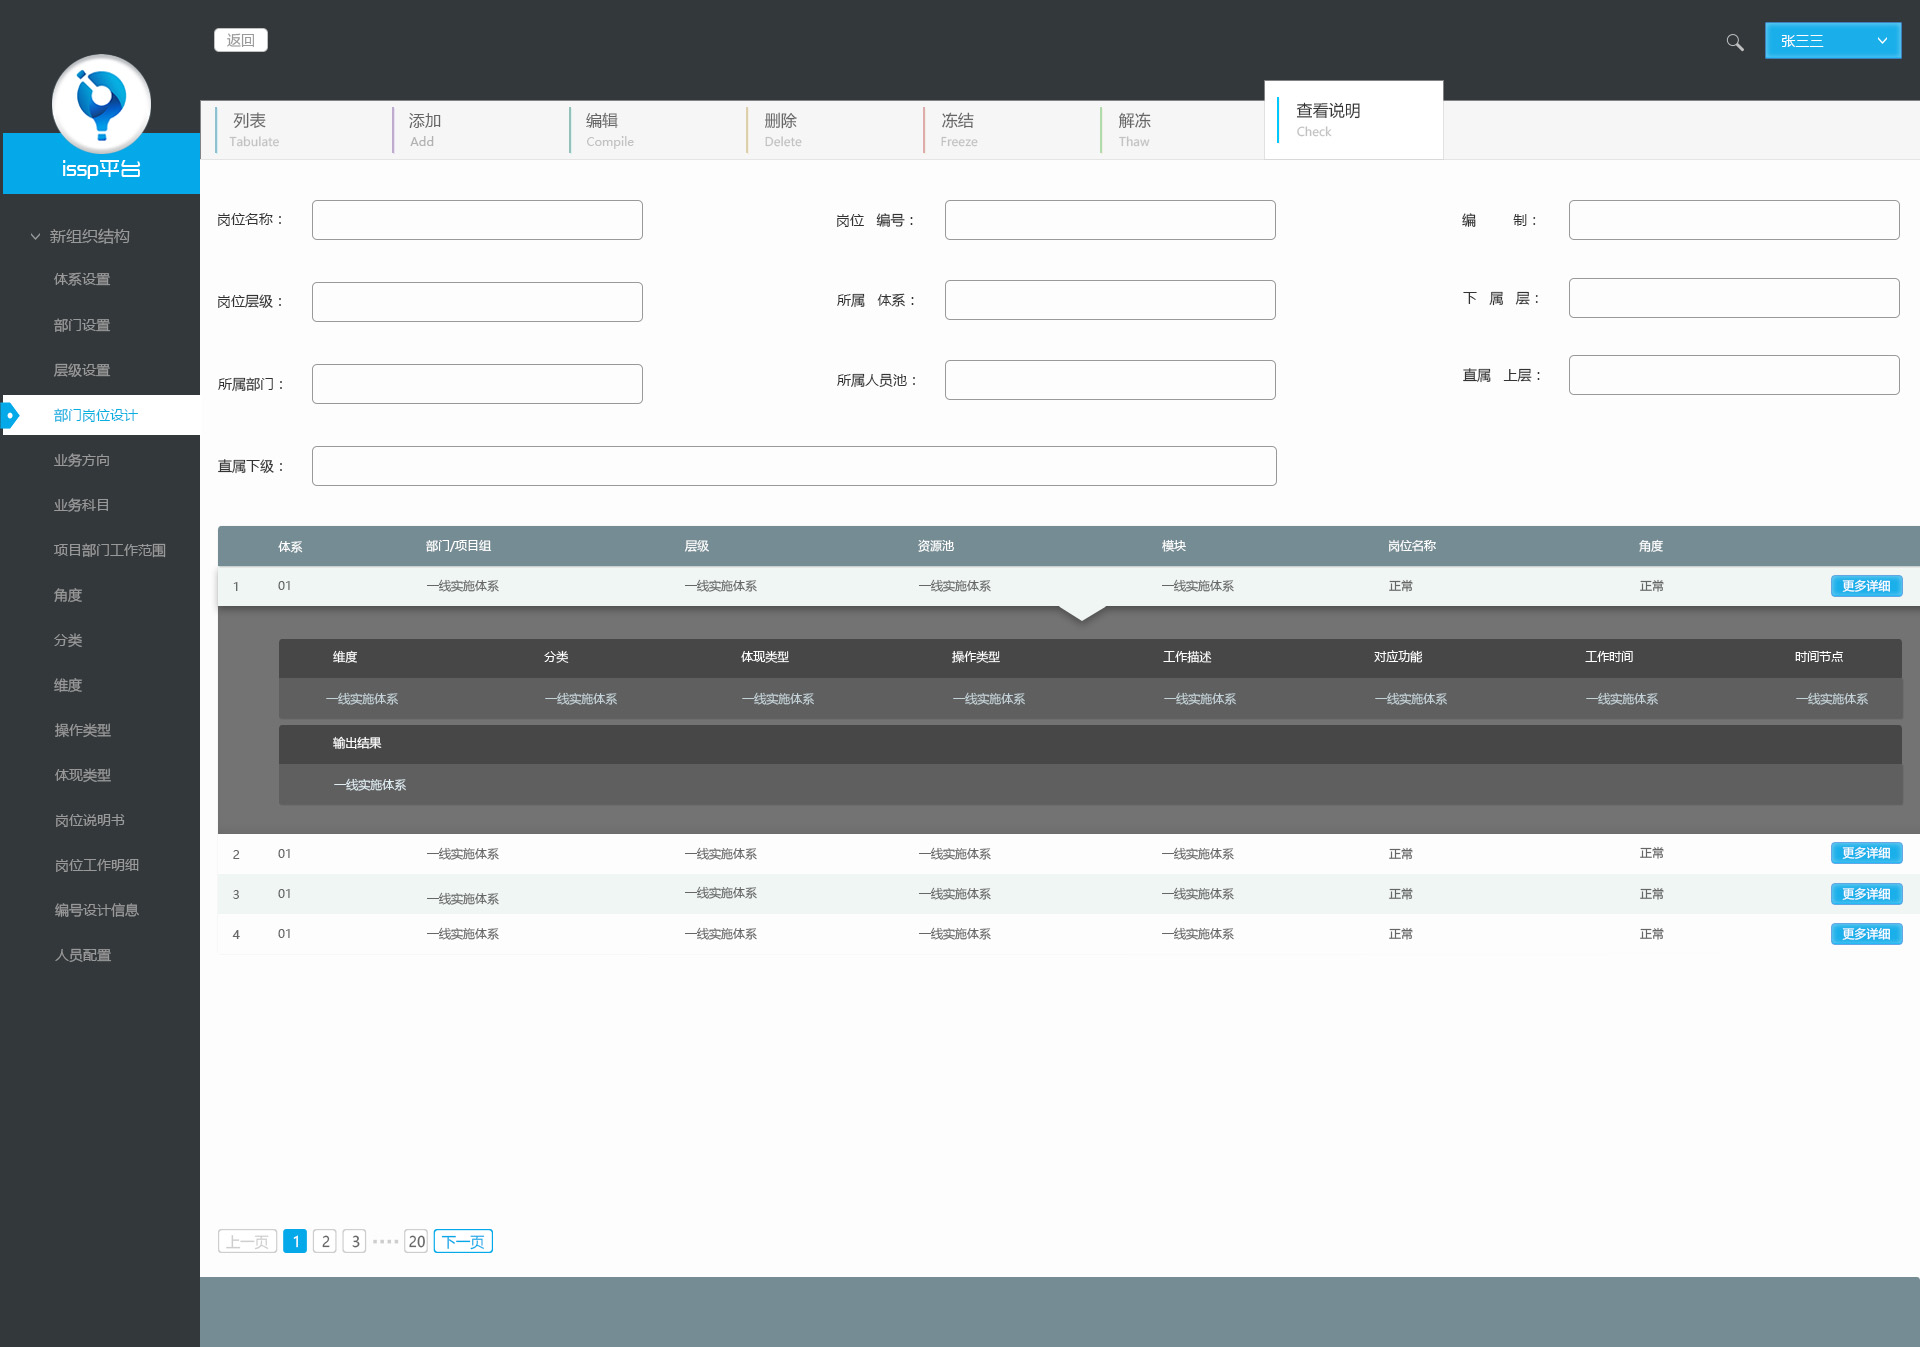 返回
张三三
issp平台
新组织结构
体系设置
部门设置
层级设置
部门岗位设计
业务方向
业务科目
项目部门工作范围
角度
分类
维度
操作类型
体现类型
岗位说明书
岗位工作明细
编号设计信息
人员配置
列表 添加 编辑 删除 冻结 解冻 查看说明
Tabulate Add Compile Delete Freeze Thaw Check
岗位名称： 岗位 编号： 编 制：
岗位层级： 所属 体系： 下 属 层：
所属部门： 所属人员池： 直属 上层：
直属下级：
体系 部门/项目组 层级 资源池 模块 岗位名称 角度
1 01 一线实施体系 一线实施体系 一线实施体系 一线实施体系 正常 正常 更多详细
维度 分类 体现类型 操作类型 工作描述 对应功能 工作时间 时间节点
一线实施体系 一线实施体系 一线实施体系 一线实施体系 一线实施体系 一线实施体系 一线实施体系 一线实施体系
输出结果
一线实施体系
2 01 一线实施体系 一线实施体系 一线实施体系 一线实施体系 正常 正常 更多详细
3 01 一线实施体系 一线实施体系 一线实施体系 一线实施体系 正常 正常 更多详细
4 01 一线实施体系 一线实施体系 一线实施体系 一线实施体系 正常 正常 更多详细
上一页 1 2 3 ···· 20 下一页